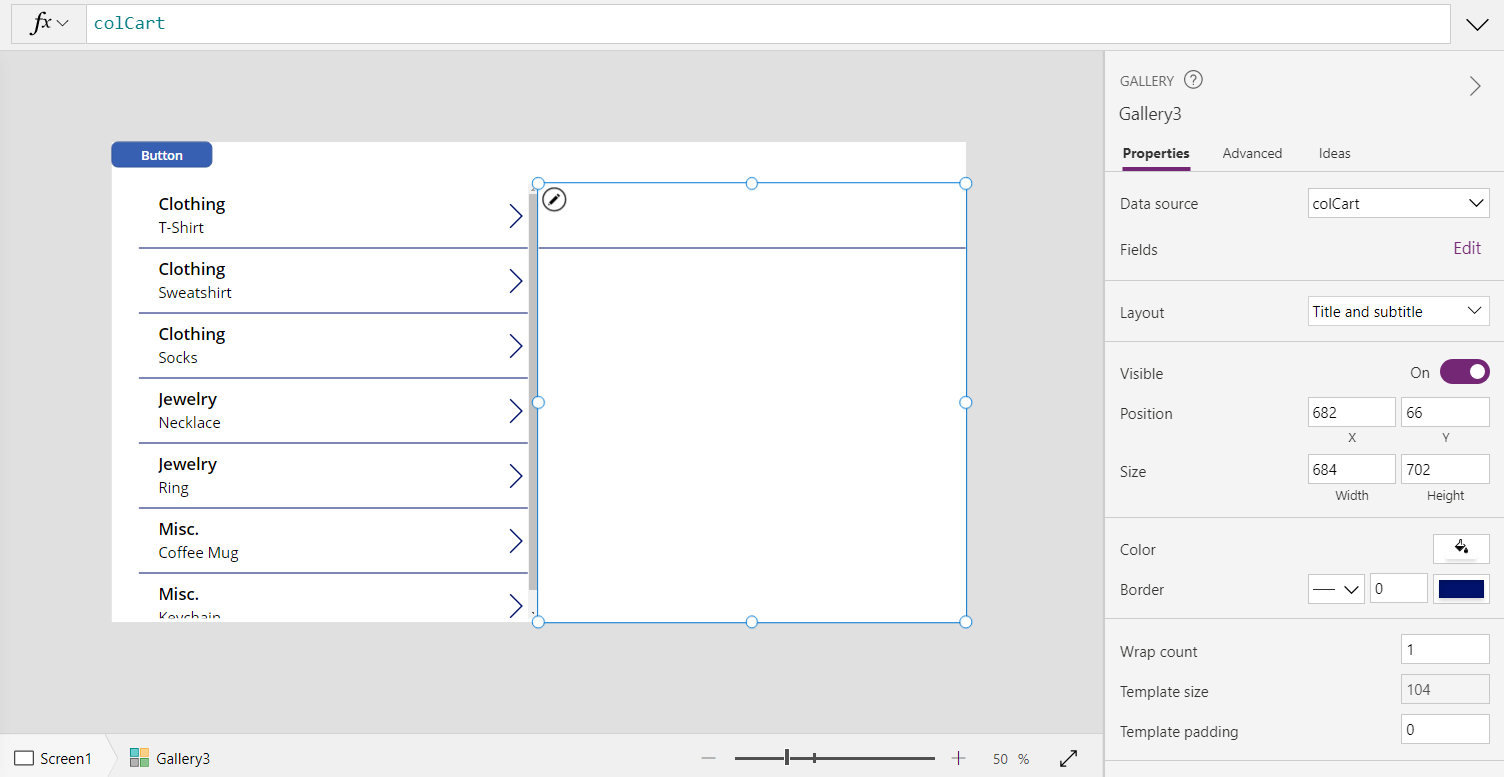 fx
colCart
Button
Clothing
T-Shirt
Clothing
Sweatshirt
Clothing
Socks
Jewelry
Necklace
Jewelry
Ring
Misc.
Coffee Mug
Misc.
Keychain
GALLERY ?
Gallery3
Properties Advanced Ideas
Data source colCart
Fields Edit
Layout Title and subtitle
Visible On
Position 682 66
X Y
Size 684 702
Width Height
Color
Border 0
Wrap count 1
Template size 104
Template padding 0
Screen1 Gallery3 50 %